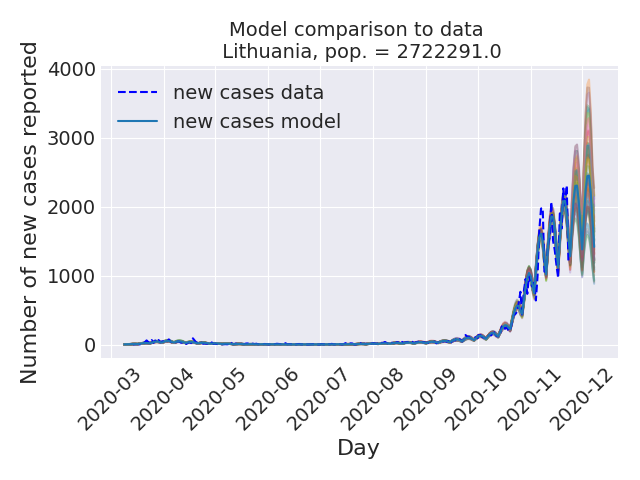 Model comparison to data
Lithuania, pop. = 2722291.0
Number of new cases reported
4000
3000
2000
1000
0
new cases data
new cases model
2020-03
2020-04
2020-05
2020-06
2020-07
2020-08
2020-09
2020-10
2020-11
2020-12
Day